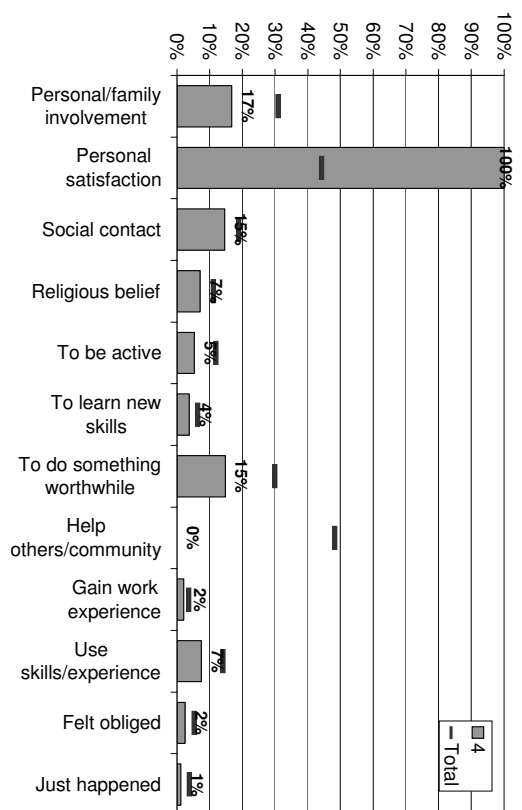 100%
90%
80%
70%
60%
50%
40%
30%
20%
10%
0%
17%
100%
15%
7%
5%
4%
15%
0%
2%
7%
2%
1%
Personal/family
involvement
Personal
satisfaction
Social contact
Religious belief
To be active
To learn new
skills
To do something
worthwhile
Help
others/community
Gain work
experience
Use
skills/experience
Felt obliged
Just happened
4
Total